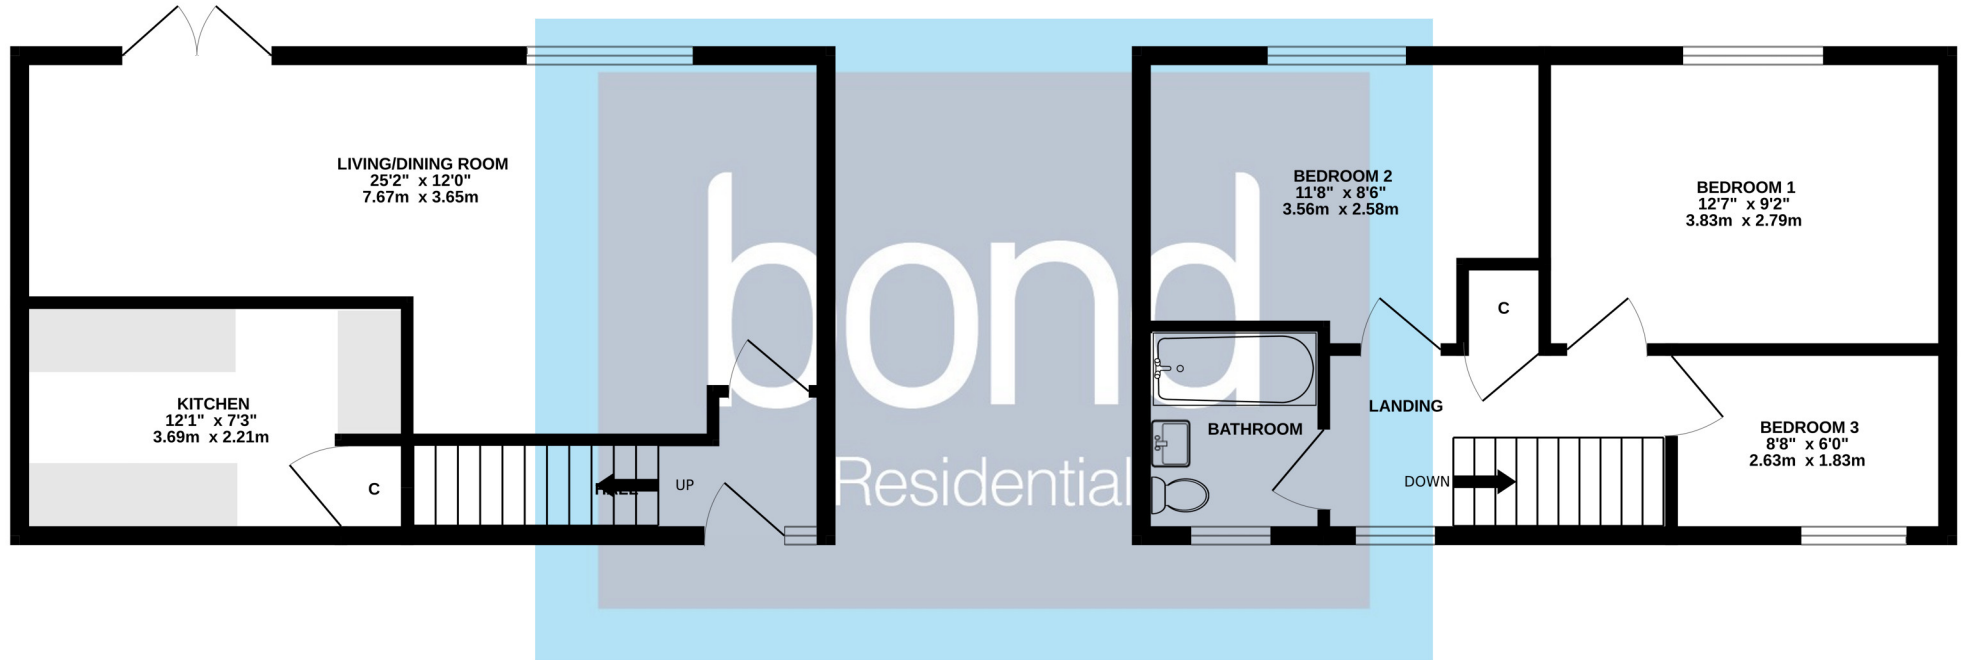 LIVING/DINING ROOM
25'2" x 12'0"
7.67m x 3.65m
KITCHEN
12'1" x 7'3"
3.69m x 2.21m
C
HALL
UP
bond
Residential
BEDROOM 2
11'8" x 8'6"
3.56m x 2.58m
BEDROOM 1
12'7" x 9'2"
3.83m x 2.79m
C
LANDING
BATHROOM
DOWN
BEDROOM 3
8'8" x 6'0"
2.63m x 1.83m